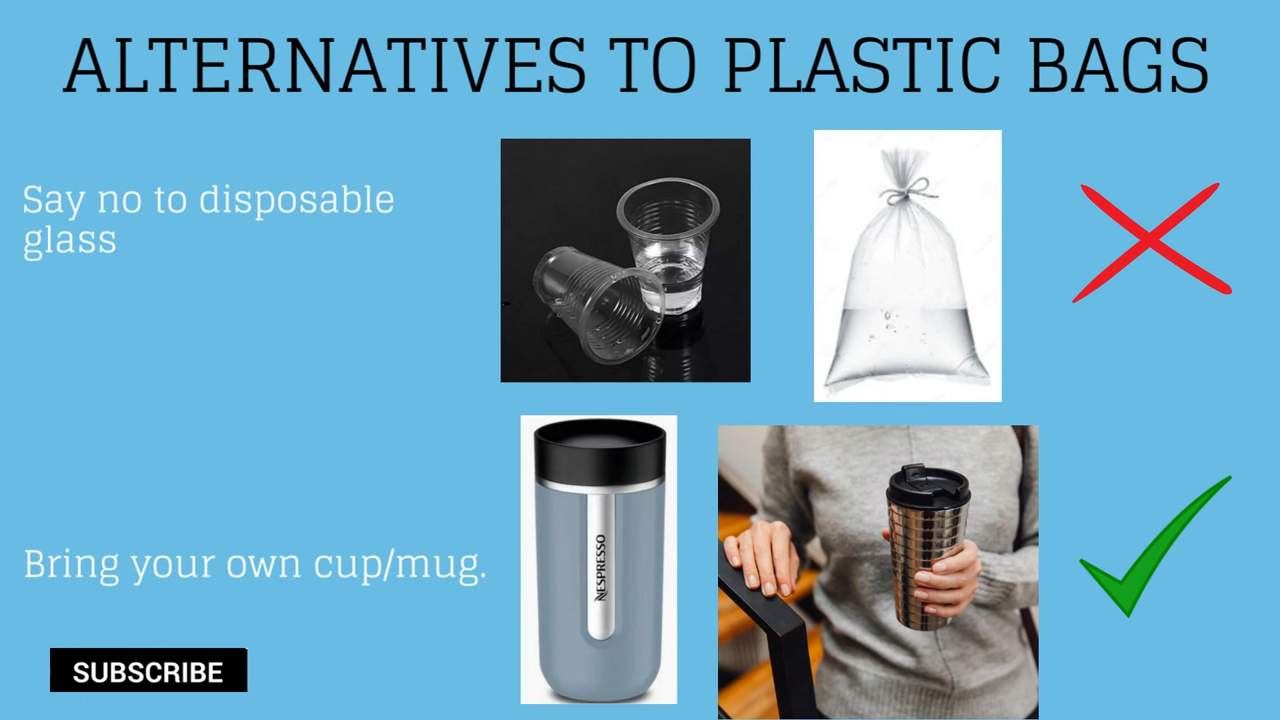 ALTERNATIVES TO PLASTIC BAGS
Say no to disposable
glass
NESPRESSO
Bring your own cup/mug.
SUBSCRIBE